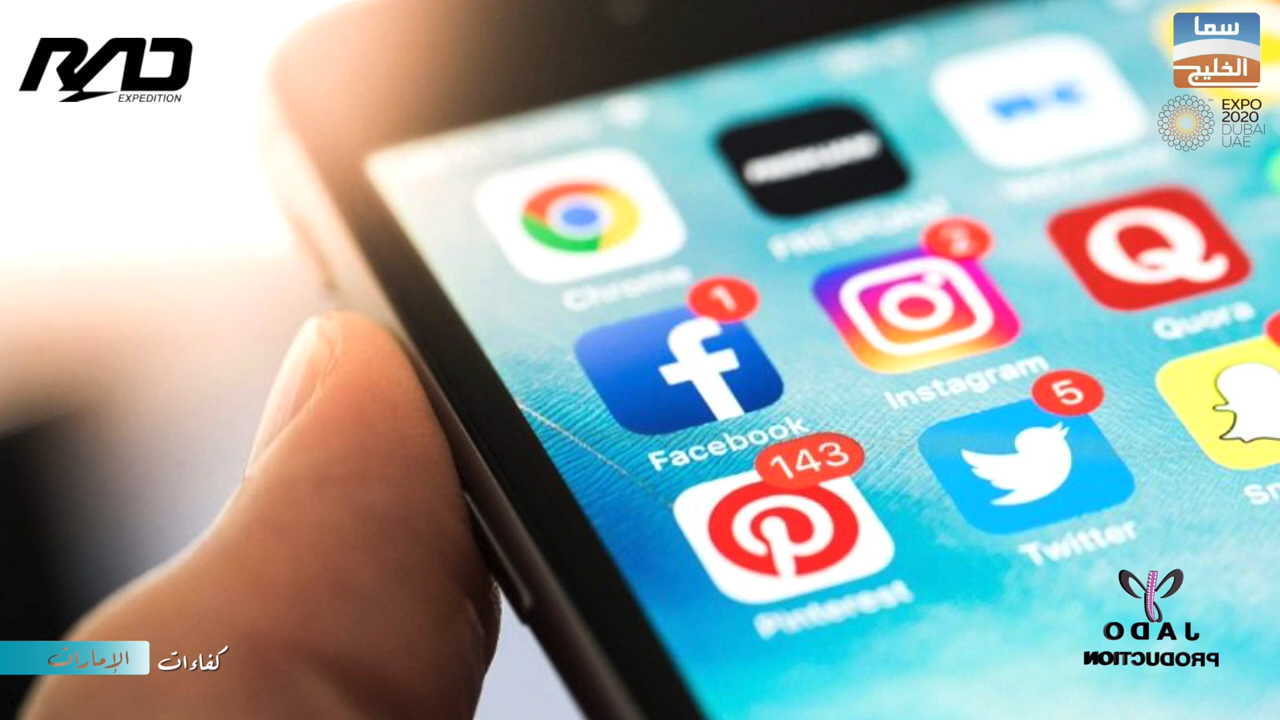 RAD
EXPEDITION
سما
الخليج
EXPO
2020
DUBAI
UAE
Chrome
1
2
Facebook
Instagram
Quora
143
5
Pinterest
Twitter
JADO
PRODUCTION
كفاءات الإمارات